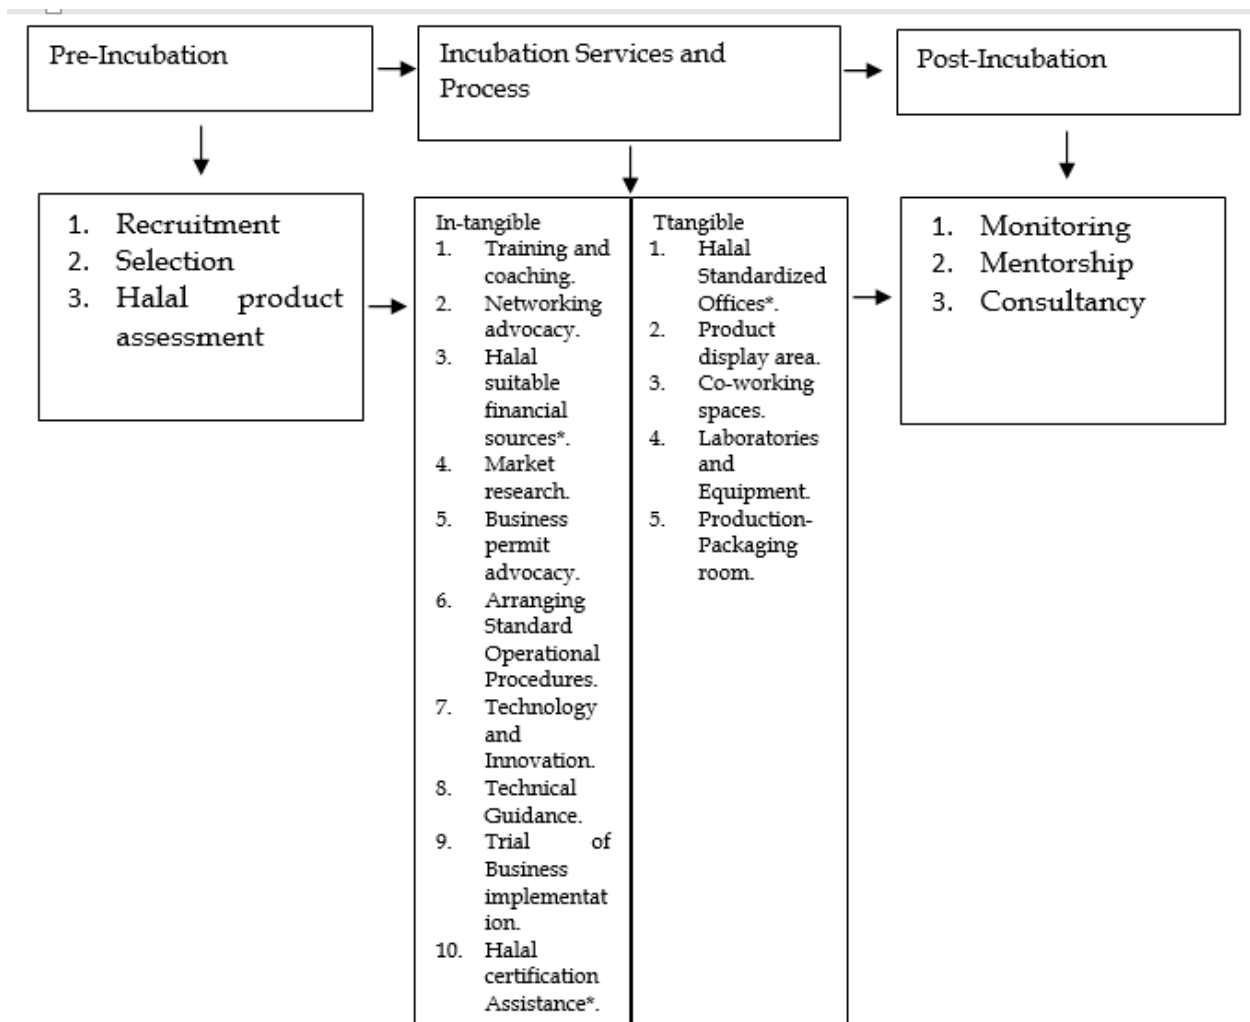 Pre-Incubation
Incubation Services and
Process
Post-Incubation
1. Recruitment
2. Selection
3. Halal product
assessment
In-tangible
1. Training and
coaching.
2. Networking
advocacy.
3. Halal
suitable
financial
sources*.
4. Market
research.
5. Business
permit
advocacy.
6. Arranging
Standard
Operational
Procedures.
7. Technology
and
Innovation.
8. Technical
Guidance.
9. Trial of
Business
implementat
ion.
10. Halal
certification
Assistance*.
Ttangible
1. Halal
Standardized
Offices*.
2. Product
display area.
3. Co-working
spaces.
4. Laboratories
and
Equipment.
5. Production-
Packaging
room.
1. Monitoring
2. Mentorship
3. Consultancy